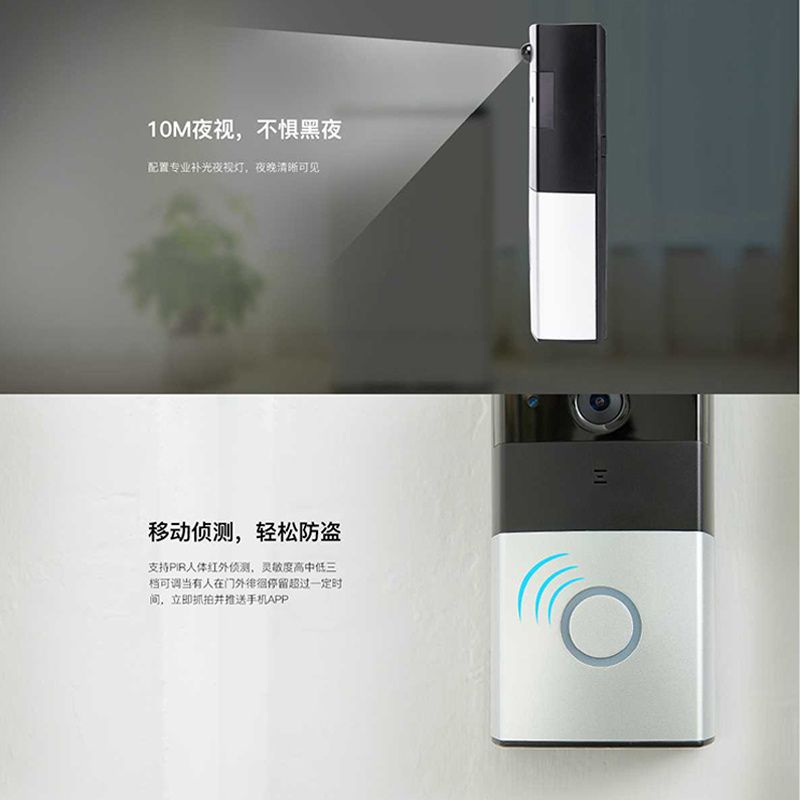 10M夜视，不惧黑夜
配置专业补光夜视灯，夜晚清晰可见
移动侦测，轻松防盗
支持PIR人体红外侦测，灵敏度高中低三
档可调当有人在门外徘徊停留超过一定时
间，立即抓拍并推送手机APP